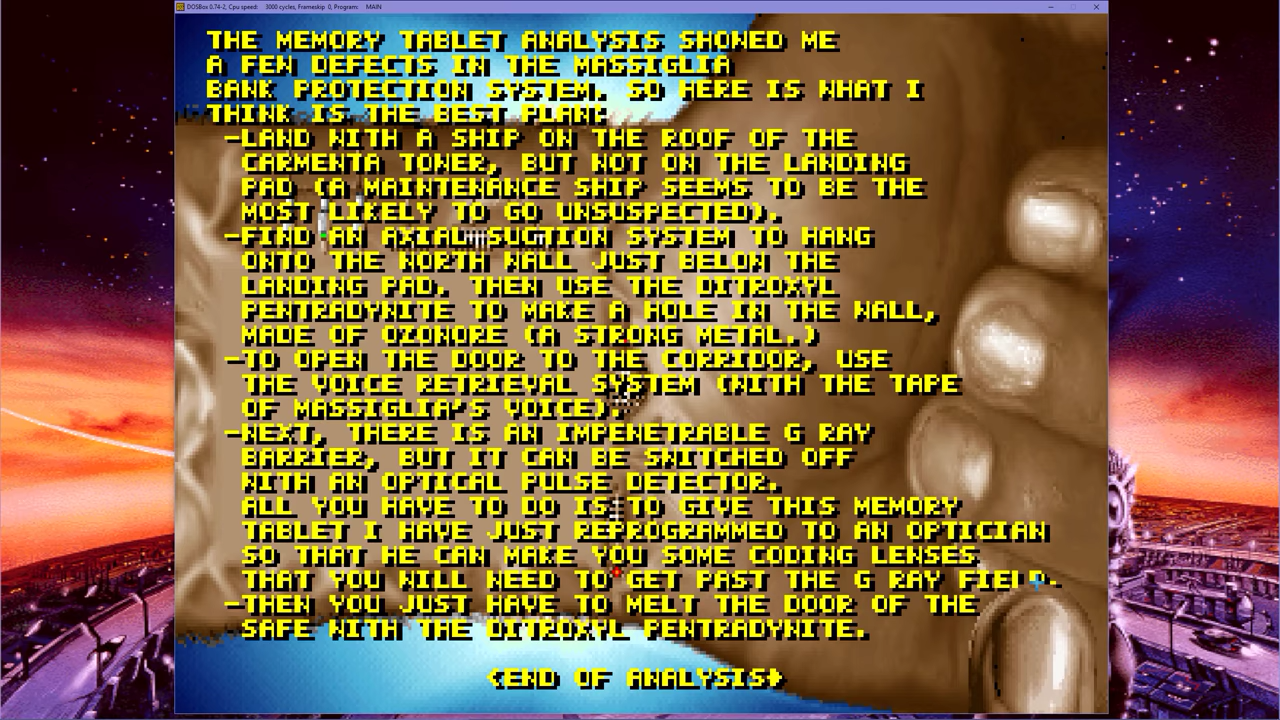 DOSBox 0.74-2, Cpu speed: 3000 cycles, Frameskip 0, Program: MAIN
THE MEMORY TABLET ANALYSIS SHOWED ME
A FEW DEFECTS IN THE MASSIGLIA
BANK PROTECTION SYSTEM. SO HERE IS WHAT I
THINK IS THE BEST PLAN:
-LAND WITH A SHIP ON THE ROOF OF THE
CARMENTA TOWER, BUT NOT ON THE LANDING
PAD (A MAINTENANCE SHIP SEEMS TO BE THE
MOST LIKELY TO GO UNSUSPECTED).
-FIND AN AXIAL SUCTION SYSTEM TO HANG
ONTO THE NORTH WALL JUST BELOW THE
LANDING PAD. THEN USE THE DITROXYL
PENTRADYNITE TO MAKE A HOLE IN THE WALL,
MADE OF OZONORE (A STRONG METAL.)
-TO OPEN THE DOOR TO THE CORRIDOR, USE
THE VOICE RETRIEVAL SYSTEM (WITH THE TAPE
OF MASSIGLIA'S VOICE).
-NEXT, THERE IS AN IMPENETRABLE G RAY
BARRIER, BUT IT CAN BE SWITCHED OFF
WITH AN OPTICAL PULSE DETECTOR.
ALL YOU HAVE TO DO IS TO GIVE THIS MEMORY
TABLET I HAVE JUST REPROGRAMMED TO AN OPTICIAN
SO THAT HE CAN MAKE YOU SOME CODING LENSES
THAT YOU WILL NEED TO GET PAST THE G RAY FIELD.
-THEN YOU JUST HAVE TO MELT THE DOOR OF THE
SAFE WITH THE DITROXYL PENTRADYNITE.
<END OF ANALYSIS>